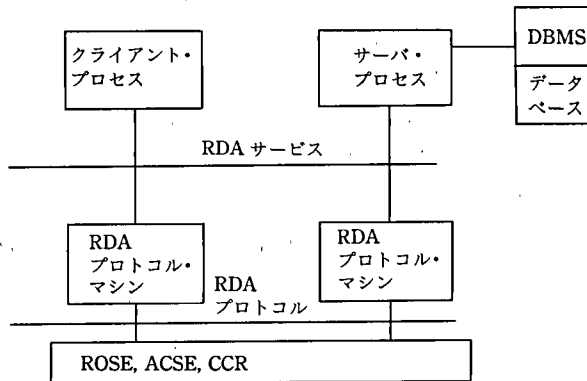 クライアント・
プロセス
サーバ・
プロセス
DBMS
データ
ベース
RDA サービス
RDA
プロトコル・
マシン
RDA
プロトコル
RDA
プロトコル・
マシン
ROSE, ACSE, CCR